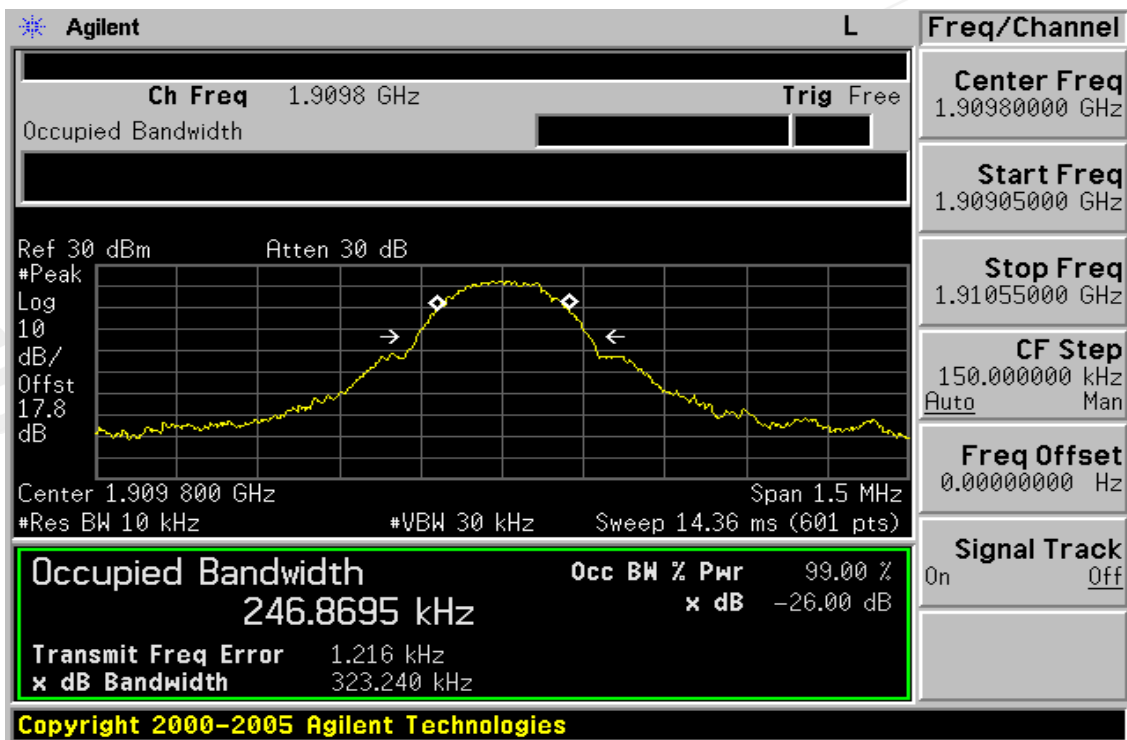 Agilent L
Ch Freq 1.9098 GHz Trig Free
Occupied Bandwidth
Ref 30 dBm Atten 30 dB
#Peak
Log
10
dB/
Offst
17.8
dB
Center 1.909 800 GHz Span 1.5 MHz
#Res BW 10 kHz #VBW 30 kHz Sweep 14.36 ms (601 pts)
Occupied Bandwidth Occ BW % Pwr 99.00 %
246.8695 kHz x dB -26.00 dB
Transmit Freq Error 1.216 kHz
x dB Bandwidth 323.240 kHz
Copyright 2000-2005 Agilent Technologies
Freq/Channel
Center Freq
1.90980000 GHz
Start Freq
1.90905000 GHz
Stop Freq
1.91055000 GHz
CF Step
150.000000 kHz
Auto Man
Freq Offset
0.00000000 Hz
Signal Track
On Off